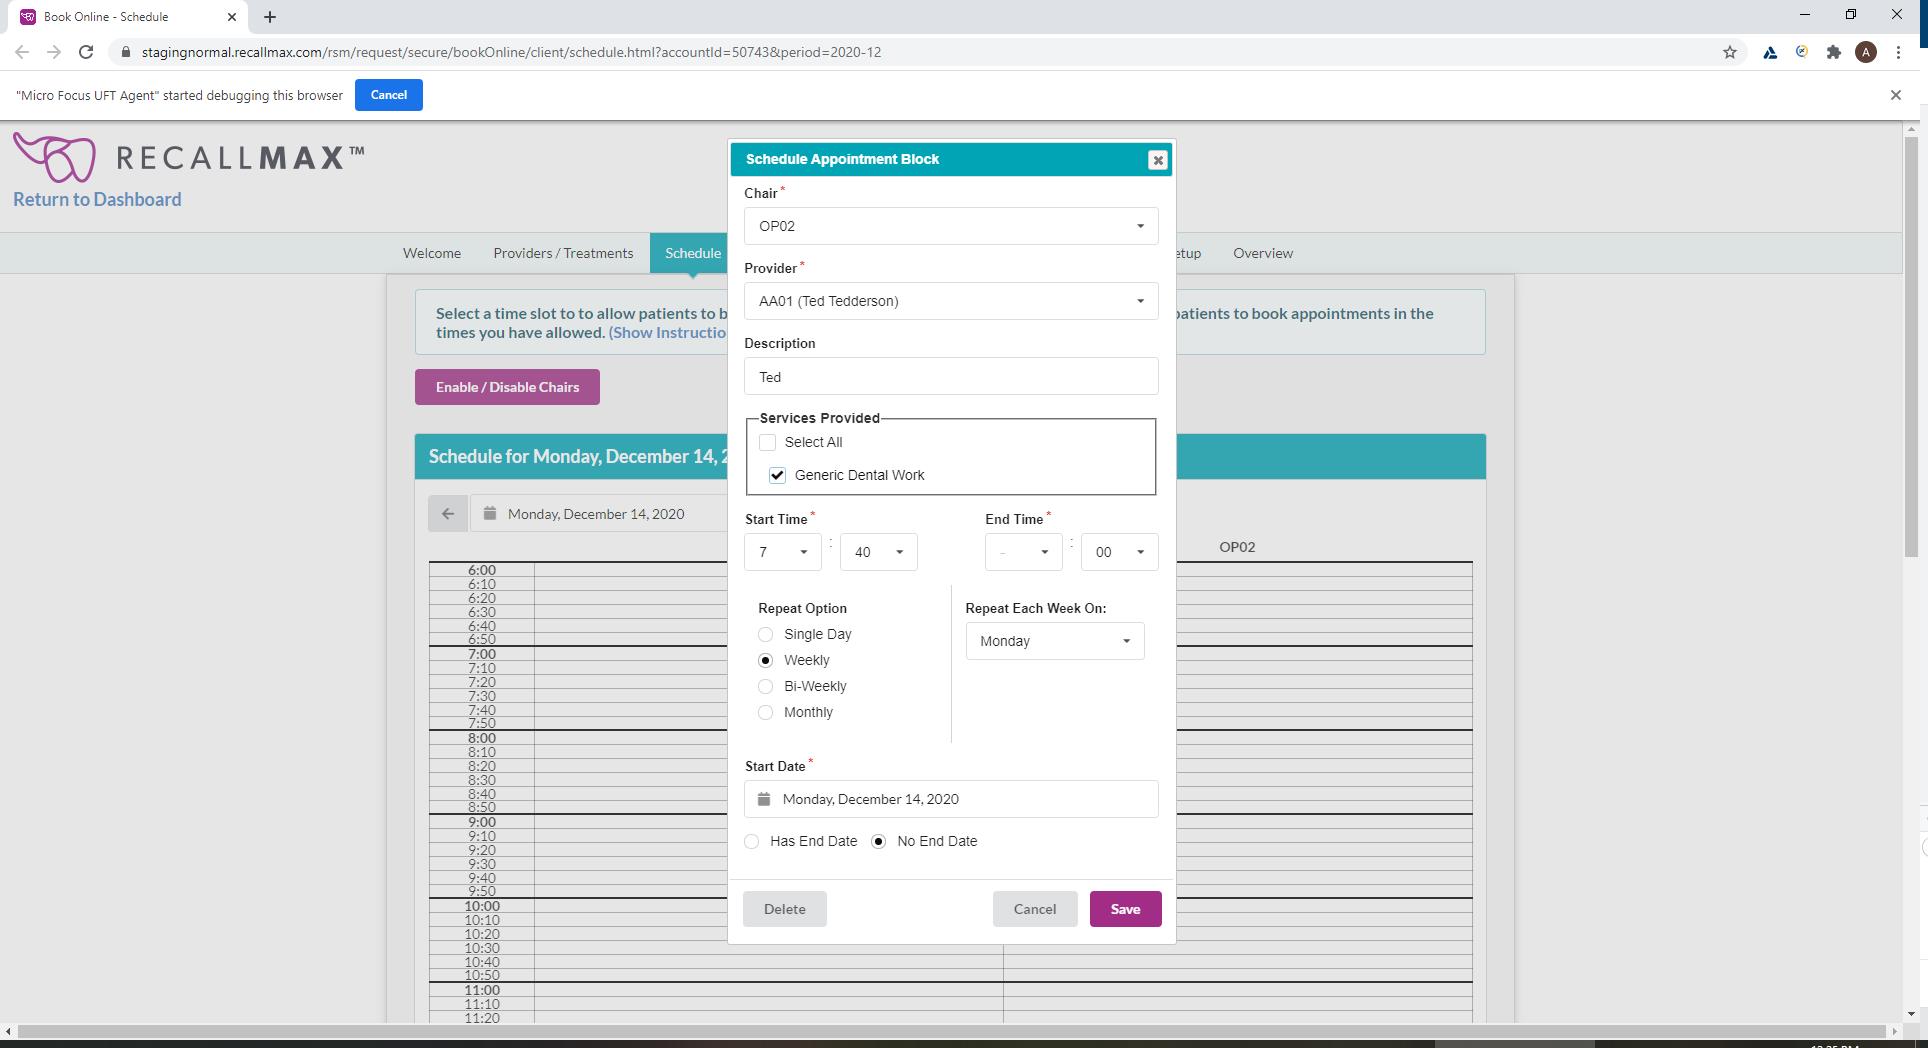 Book Online - Schedule
stagingnormal.recallmax.com/rsm/request/secure/bookOnline/client/schedule.html?accountId=50743&period=2020-12
A
"Micro Focus UFT Agent" started debugging this browser
Cancel
RECALLMAX™
Return to Dashboard
Welcome
Providers / Treatments
Schedule
etup
Overview
Select a time slot to to allow patients to b
patients to book appointments in the
times you have allowed. (Show Instructio
Enable / Disable Chairs
Schedule for Monday, December 14, 2
Monday, December 14, 2020
OP02
6:00
6:10
6:20
6:30
6:40
6:50
7:00
7:10
7:20
7:30
7:40
7:50
8:00
8:10
8:20
8:30
8:40
8:50
9:00
9:10
9:20
9:30
9:40
9:50
10:00
10:10
10:20
10:30
10:40
10:50
11:00
11:10
11:20
Schedule Appointment Block
Chair*
OP02
Provider*
AA01 (Ted Tedderson)
Description
Ted
Services Provided
Select All
Generic Dental Work
Start Time*
End Time*
7 : 40
- : 00
Repeat Option
Single Day
Weekly
Bi-Weekly
Monthly
Repeat Each Week On:
Monday
Start Date*
Monday, December 14, 2020
Has End Date
No End Date
Delete
Cancel
Save